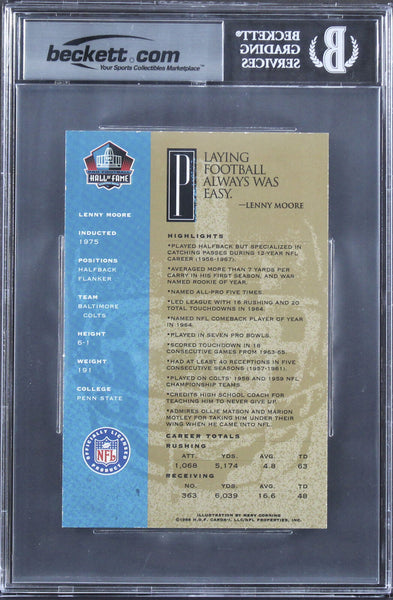 beckett.com
Your Sports Collectibles Marketplace™
BECKETT®
GRADING
SERVICES
B
HALL OF FAME
LENNY MOORE
INDUCTED
1975
POSITIONS
HALFBACK
FLANKER
TEAM
BALTIMORE
COLTS
HEIGHT
6-1
WEIGHT
191
COLLEGE
PENN STATE
OFFICIALLY LICENSED
NFL
PRODUCT
PLAYING
FOOTBALL
ALWAYS WAS
EASY.
—LENNY MOORE
HIGHLIGHTS
•PLAYED HALFBACK BUT SPECIALIZED IN
CATCHING PASSES DURING 12-YEAR NFL
CAREER (1956-1967).
•AVERAGED MORE THAN 7 YARDS PER
CARRY IN HIS FIRST SEASON, AND WAS
NAMED ROOKIE OF YEAR.
•NAMED ALL-PRO FIVE TIMES.
•LED LEAGUE WITH 16 RUSHING AND 20
TOTAL TOUCHDOWNS IN 1964.
•NAMED NFL COMEBACK PLAYER OF YEAR
IN 1964.
•PLAYED IN SEVEN PRO BOWLS.
•SCORED TOUCHDOWN IN 18
CONSECUTIVE GAMES FROM 1963-65.
•HAD AT LEAST 40 RECEPTIONS IN FIVE
CONSECUTIVE SEASONS (1957-1961).
•PLAYED ON COLTS' 1958 AND 1959 NFL
CHAMPIONSHIP TEAMS.
•CREDITS HIGH SCHOOL COACH FOR
TEACHING HIM TO NEVER GIVE UP.
•ADMIRES OLLIE MATSON AND MARION
MOTLEY FOR TAKING HIM UNDER THEIR
WING WHEN HE CAME INTO NFL.
CAREER TOTALS
RUSHING
ATT. YDS. AVG. TD
1,068 5,174 4.8 63
RECEIVING
NO. YDS. AVG. TD
363 6,039 16.6 48
ILLUSTRATION BY MERV CORNING